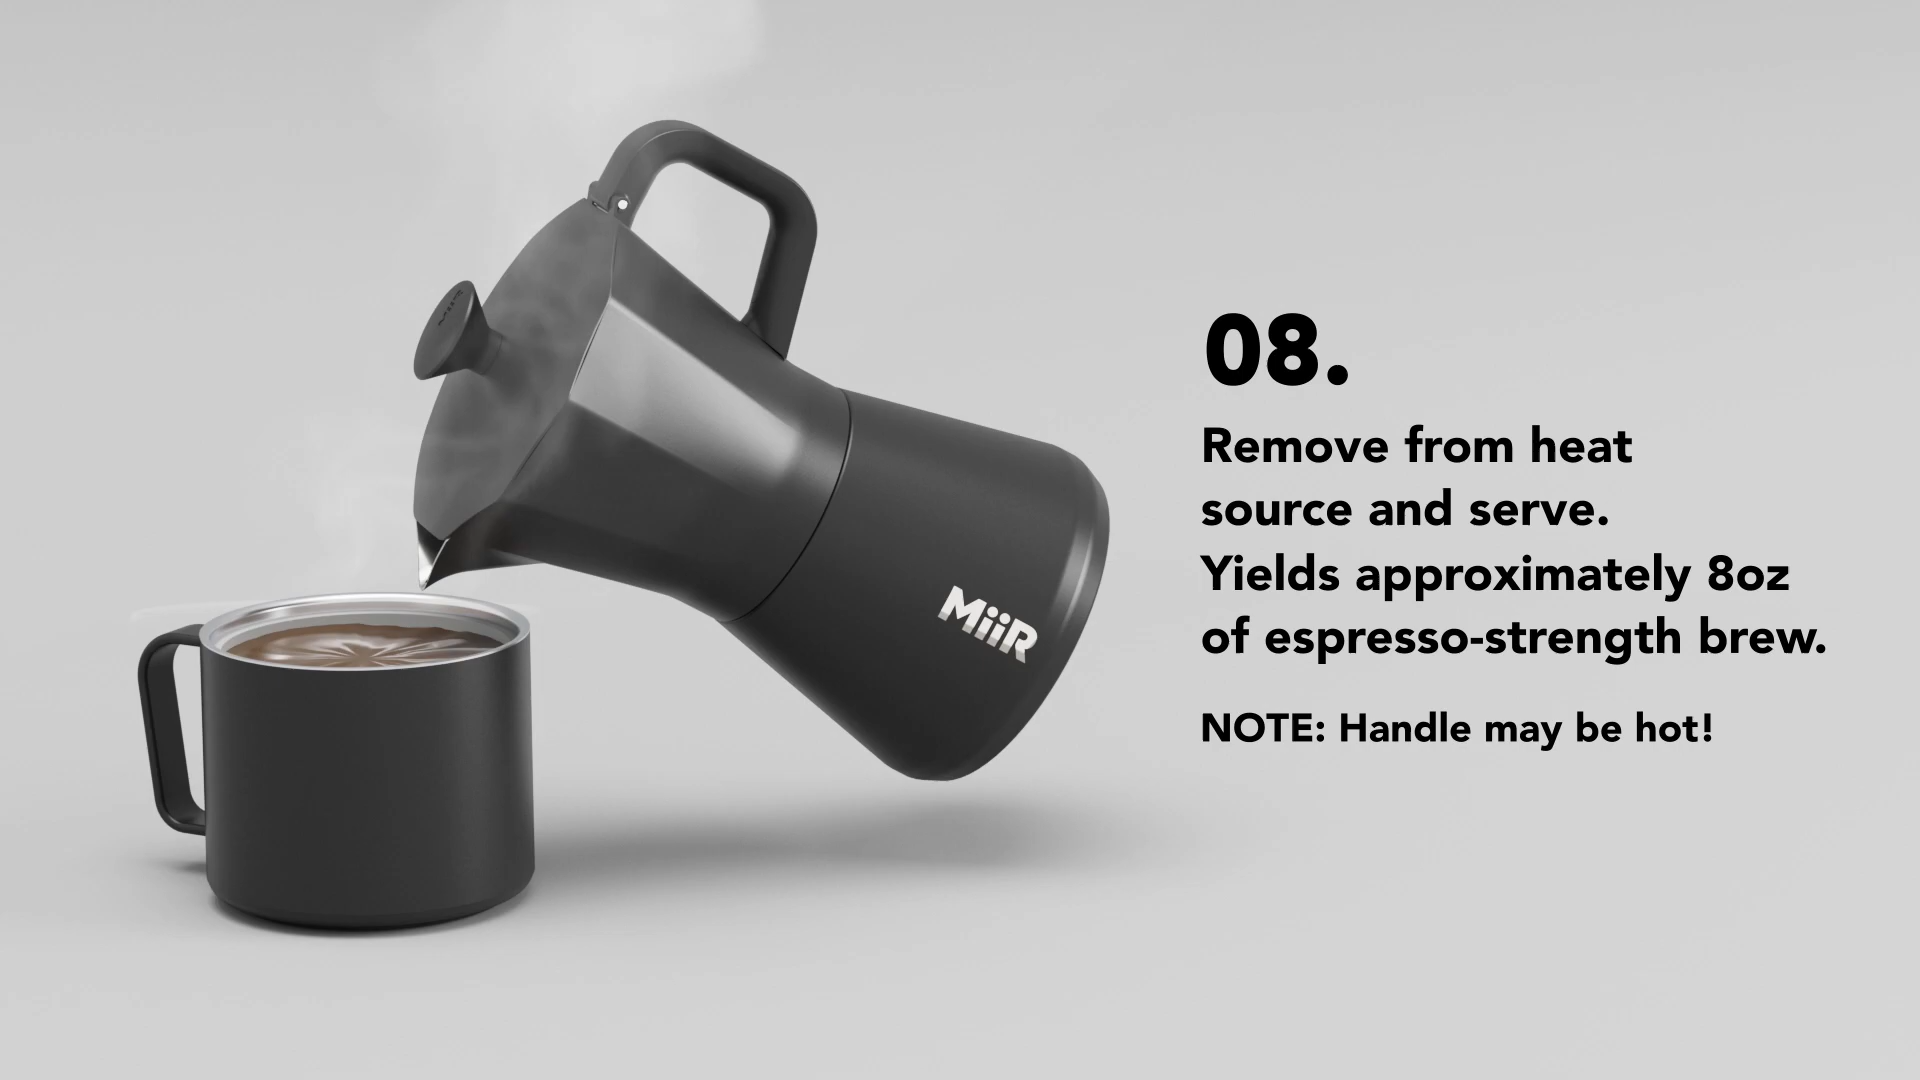 MiiR
MiiR
08.
Remove from heat
source and serve.
Yields approximately 8oz
of espresso-strength brew.
NOTE: Handle may be hot!